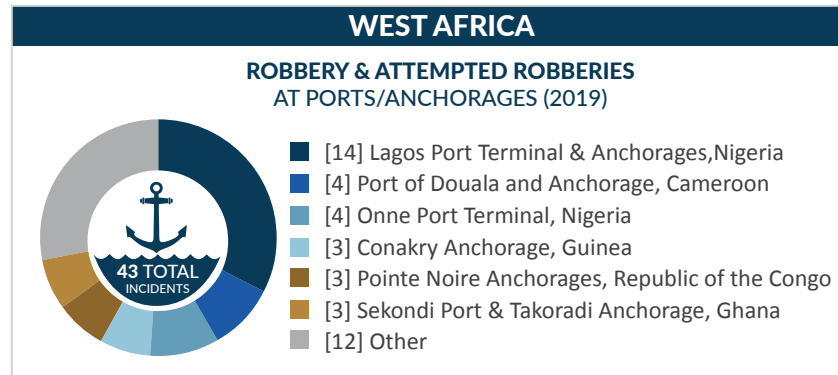 WEST AFRICA
ROBBERY & ATTEMPTED ROBBERIES
AT PORTS/ANCHORAGES (2019)
[14] Lagos Port Terminal & Anchorages,Nigeria
[4] Port of Douala and Anchorage, Cameroon
[4] Onne Port Terminal, Nigeria
[3] Conakry Anchorage, Guinea
[3] Pointe Noire Anchorages, Republic of the Congo
[3] Sekondi Port & Takoradi Anchorage, Ghana
[12] Other
43 TOTAL
INCIDENTS